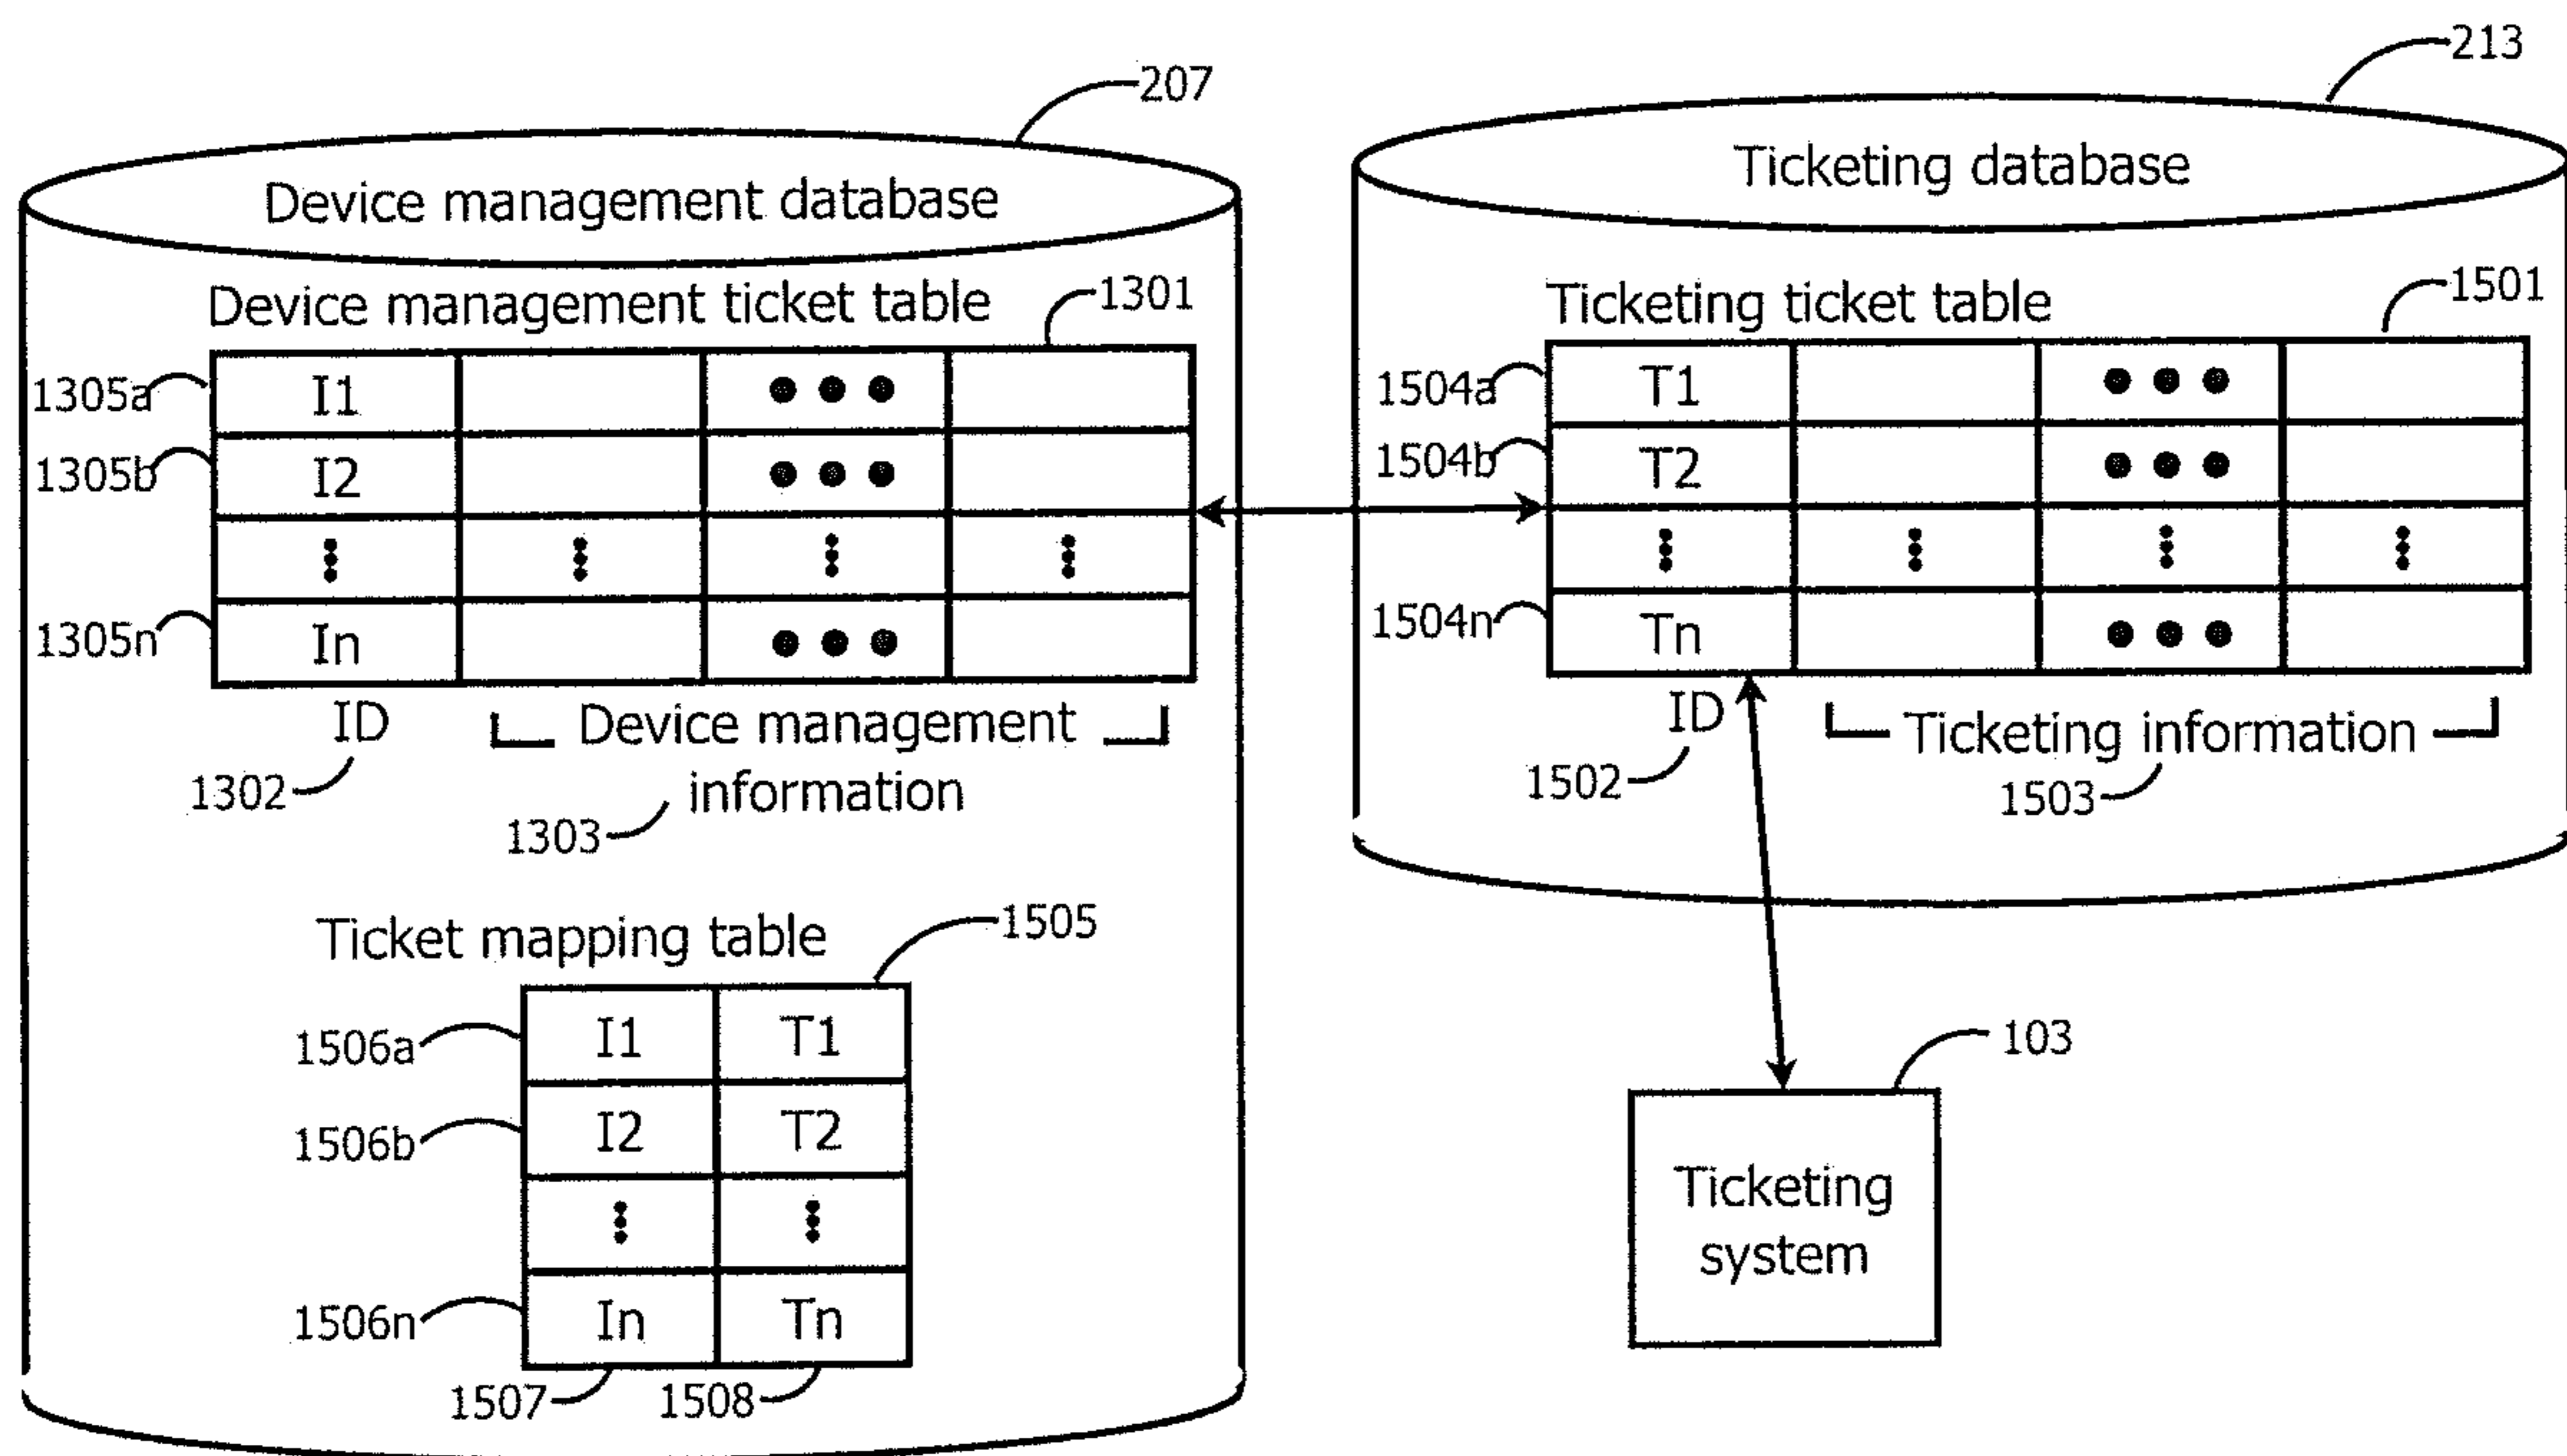 207
213
Device management database
Ticketing database
Device management ticket table
1301
1305a
I1
1305b
I2
1305n
In
ID
Device management
information
1302
1303
Ticketing ticket table
1501
1504a
T1
1504b
T2
1504n
Tn
ID
Ticketing information
1502
1503
Ticket mapping table
1505
1506a
I1
T1
1506b
I2
T2
1506n
In
Tn
1507
1508
103
Ticketing
system